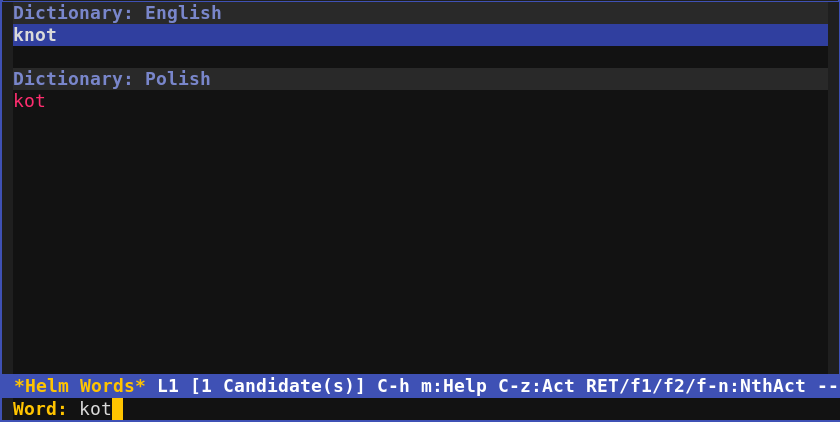 Dictionary: English
knot
Dictionary: Polish
kot
*Helm Words* L1 [1 Candidate(s)] C-h m:Help C-z:Act RET/f1/f2/f-n:NthAct --
Word: kot